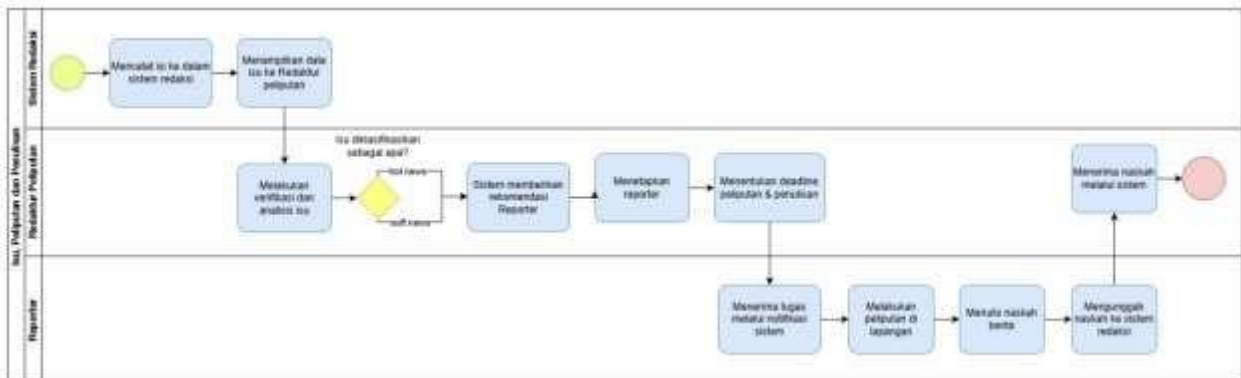 Isu, Peliputan dan Penulisan
Sistem Redaksi
Mencatat isi ke dalam
sistem redaksi
Menampilkan data
isu ke Redaktur
peliputan
Redaktur Peliputan
Melakukan
verifikasi dan
analisis isu
Isu diklasifikasikan
sebagai apa?
hot news
soft news
Sistem memberikan
rekomendasi
Reporter
Menetapkan
reporter
Menentukan deadline
peliputan & penulisan
Menerima naskah
melalui sistem
Reporter
Menerima tugas
melalui notifikasi
sistem
Melakukan
peliputan di
lapangan
Menulis naskah
berita
Mengunggah
naskah ke sistem
redaksi